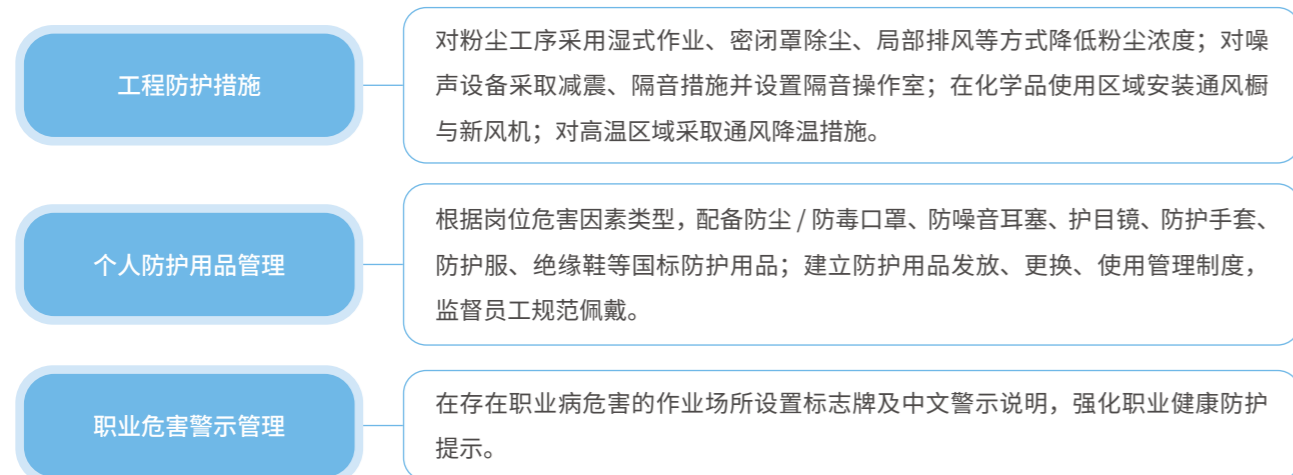 工程防护措施
对粉尘工序采用湿式作业、密闭罩除尘、局部排风等方式降低粉尘浓度；对噪
声设备采取减震、隔音措施并设置隔音操作室；在化学品使用区域安装通风橱
与新风机；对高温区域采取通风降温措施。
个人防护用品管理
根据岗位危害因素类型，配备防尘 / 防毒口罩、防噪音耳塞、护目镜、防护手套、
防护服、绝缘鞋等国标防护用品；建立防护用品发放、更换、使用管理制度，
监督员工规范佩戴。
职业危害警示管理
在存在职业病危害的作业场所设置标志牌及中文警示说明，强化职业健康防护
提示。